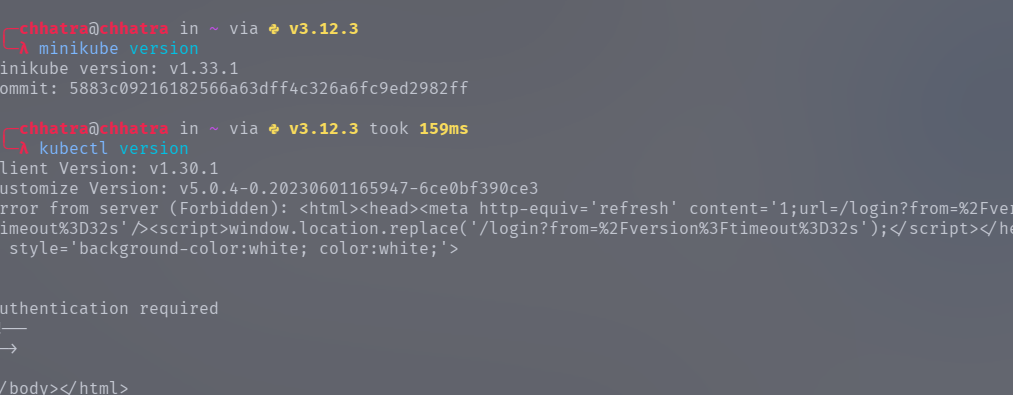 ╭─chhatra@chhatra in ~ via v3.12.3
╰─λ minikube version
inikube version: v1.33.1
ommit: 5883c09216182566a63dff4c326a6fc9ed2982ff
╭─chhatra@chhatra in ~ via v3.12.3 took 159ms
╰─λ kubectl version
lient Version: v1.30.1
ustomize Version: v5.0.4-0.20230601165947-6ce0bf390ce3
rror from server (Forbidden): <html><head><meta http-equiv='refresh' content='1;url=/login?from=%2Fver
timeout%3D32s'/><script>window.location.replace('/login?from=%2Fversion%3Ftimeout%3D32s');</script></he
style='background-color:white; color:white;'>
uthentication required
!--
-->
/body></html>